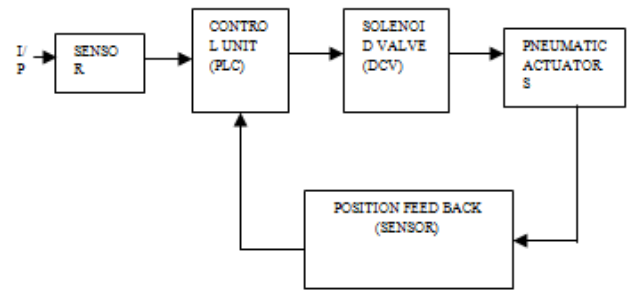 I/
P
SENSO
R
CONTRO
L UNIT
(PLC)
SOLENOI
D VALVE
(DCV)
PNEUMATIC
ACTUATOR
S
POSITION FEED BACK
(SENSOR)